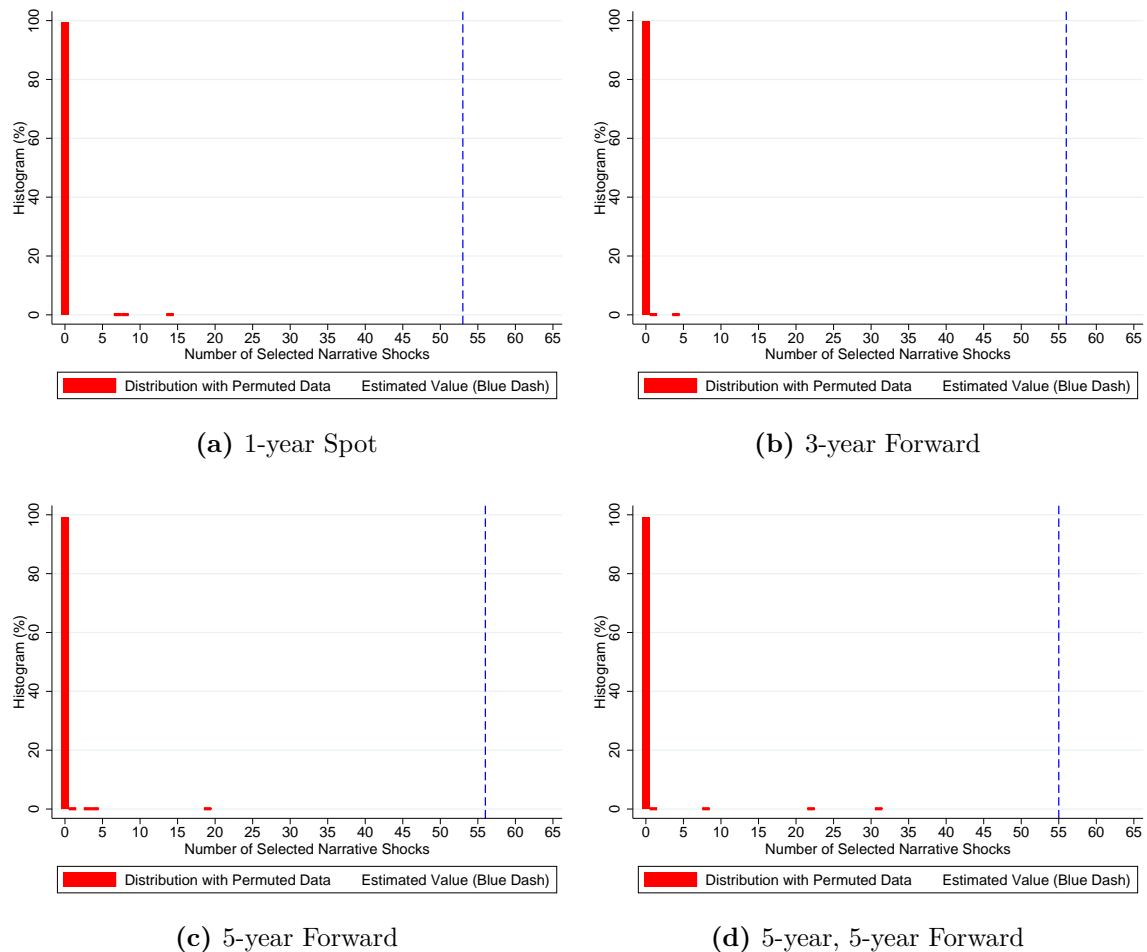 100
80
60
40
20
0
Histogram (%)
0 5 10 15 20 25 30 35 40 45 50 55 60 65
Number of Selected Narrative Shocks
Distribution with Permuted Data Estimated Value (Blue Dash)
(a) 1-year Spot
100
80
60
40
20
0
Histogram (%)
0 5 10 15 20 25 30 35 40 45 50 55 60 65
Number of Selected Narrative Shocks
Distribution with Permuted Data Estimated Value (Blue Dash)
(b) 3-year Forward
100
80
60
40
20
0
Histogram (%)
0 5 10 15 20 25 30 35 40 45 50 55 60 65
Number of Selected Narrative Shocks
Distribution with Permuted Data Estimated Value (Blue Dash)
(c) 5-year Forward
100
80
60
40
20
0
Histogram (%)
0 5 10 15 20 25 30 35 40 45 50 55 60 65
Number of Selected Narrative Shocks
Distribution with Permuted Data Estimated Value (Blue Dash)
(d) 5-year, 5-year Forward